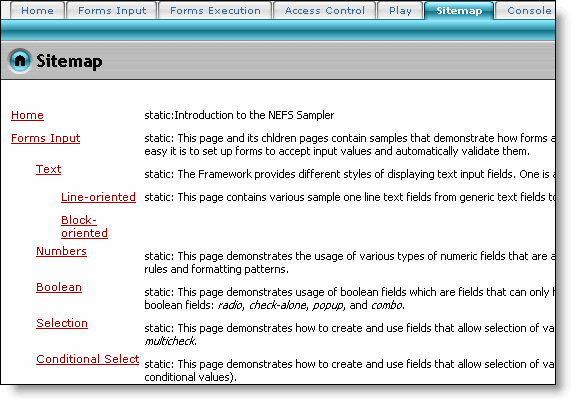 Home Forms Input Forms Execution Access Control Play Sitemap Console
Sitemap
Home static:Introduction to the NEFS Sampler
Forms Input static: This page and its chldren pages contain samples that demonstrate how forms a
easy it is to set up forms to accept input values and automatically validate them.
Text static: The Framework provides different styles of displaying text input fields. One is a
Line-oriented static: This page contains various sample one line text fields from generic text fields to
Block-
oriented
Numbers static: This page demonstrates the usage of various types of numeric fields that are a
rules and formatting patterns.
Boolean static: This page demonstrates usage of boolean fields which are fields that can only h
boolean fields: radio, check-alone, popup, and combo.
Selection static: This page demonstrates how to create and use fields that allow selection of va
multicheck.
Conditional Select static: This page demonstrates how to create and use fields that allow selection of va
conditional values).